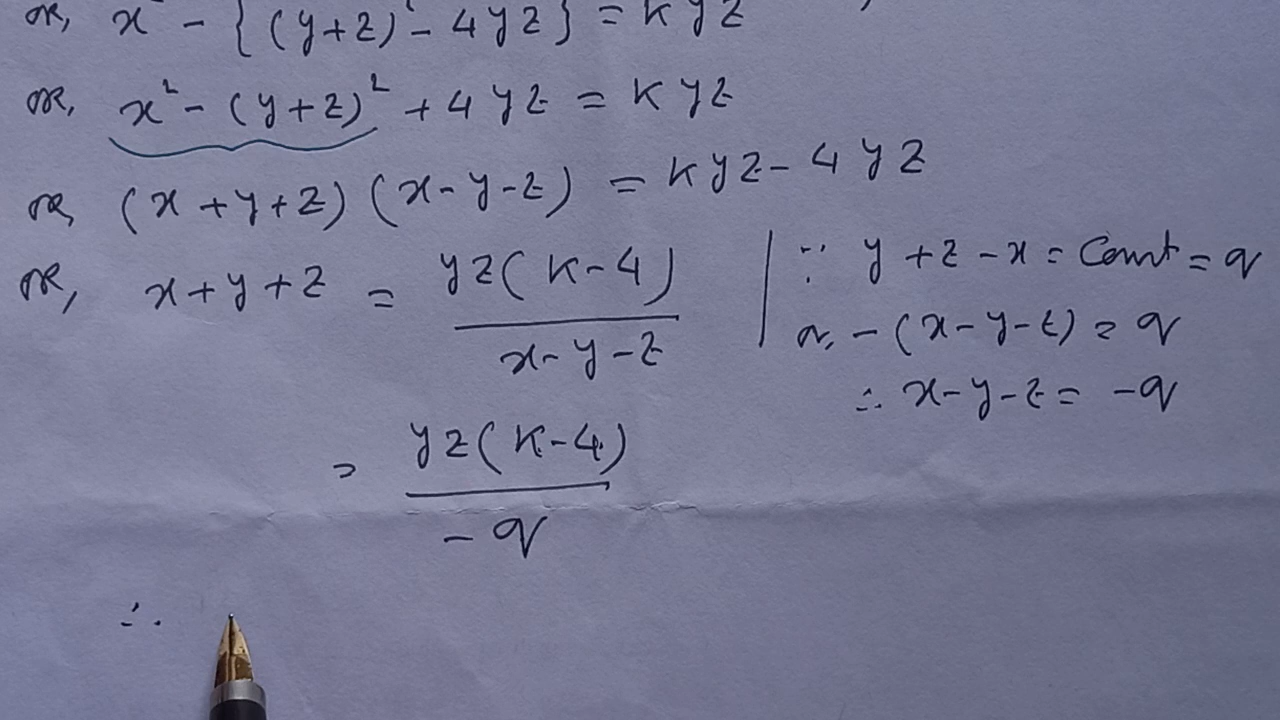 or, x² - {(y+z)² - 4yz} = kyz
or, x² - (y+z)² + 4yz = kyz
or, (x+y+z)(x-y-z) = kyz - 4yz
or, x+y+z = yz(k-4) / x-y-z
= yz(k-4) / -q
∴
∵ y+z-x = Const = q
or, -(x-y-z) = q
∴ x-y-z = -q